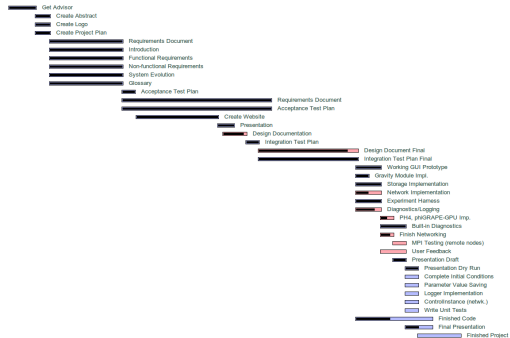 Get Advisor
Create Abstract
Create Logo
Create Project Plan
Requirements Document
Introduction
Functional Requirements
Non-functional Requirements
System Evolution
Glossary
Acceptance Test Plan
Requirements Document
Acceptance Test Plan
Create Website
Presentation
Design Documentation
Integration Test Plan
Design Document Final
Integration Test Plan Final
Working GUI Prototype
Gravity Module Impl.
Storage Implementation
Network Implementation
Experiment Harness
Diagnostics/Logging
PH4, pNGRAPE-GPU Imp.
Built-in Diagnostics
Finish Networking
MPI Testing (remote nodes)
User Feedback
Presentation Draft
Presentation Dry Run
Complete Initial Conditions
Parameter Value Saving
Logger Implementation
ControlInstance (netwk.)
Write Unit Tests
Finished Code
Final Presentation
Finished Project